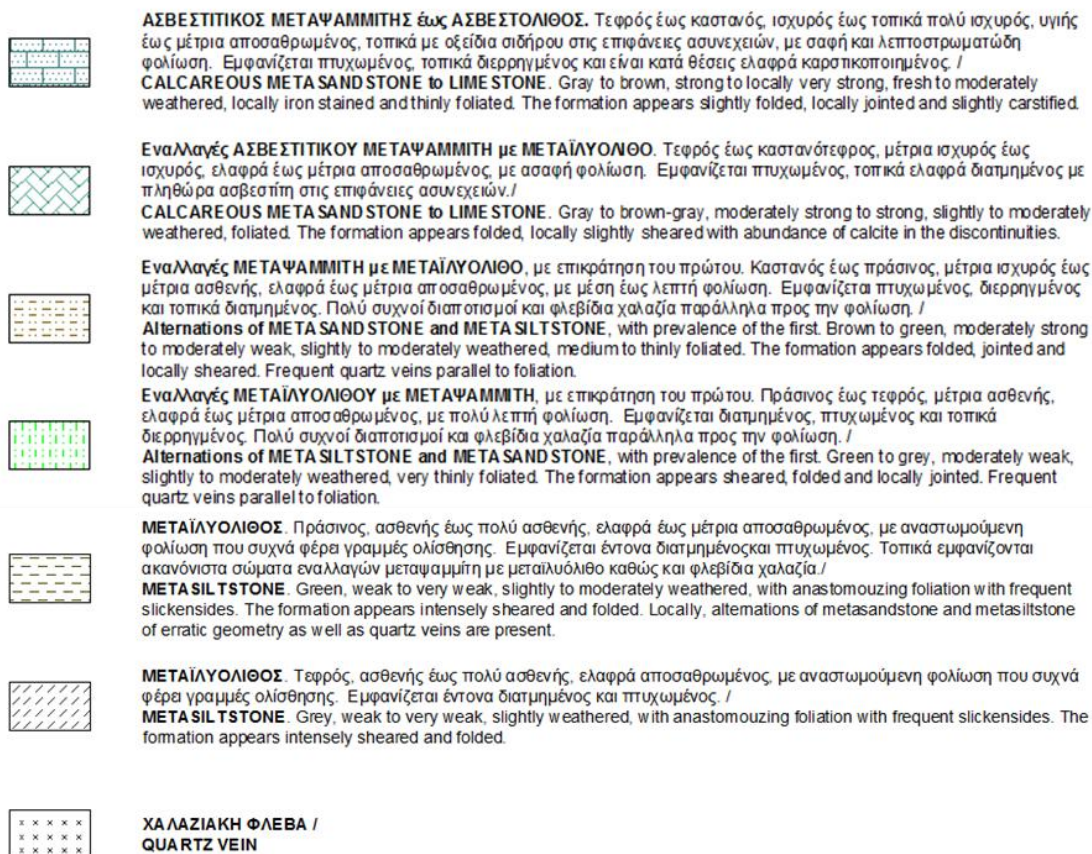 ΑΣΒΕΣΤΙΤΙΚΟΣ ΜΕΤΑΨΑΜΜΙΤΗΣ έως ΑΣΒΕΣΤΟΛΙΘΟΣ. Τεφρός έως καστανός, ισχυρός έως τοπικά πολύ ισχυρός, υγιής
έως μέτρια αποσαθρωμένος, τοπικά με οξείδια σιδήρου στις επιφάνειες ασυνεχειών, με σαφή και λεπτοστρωματώδη
φολίωση. Εμφανίζεται πτυχωμένος, τοπικά διερρηγμένος και είναι κατά θέσεις ελαφρά καρστικοποιημένος. /
CALCAREOUS METASANDSTONE to LIMESTONE. Gray to brown, strong to locally very strong, fresh to moderately
weathered, locally iron stained and thinly foliated. The formation appears slightly folded, locally jointed and slightly carstified.
Εναλλαγές ΑΣΒΕΣΤΙΤΙΚΟΥ ΜΕΤΑΨΑΜΜΙΤΗ με ΜΕΤΑΪΛΥΟΛΙΘΟ. Τεφρός έως καστανότεφρος, μέτρια ισχυρός έως
ισχυρός, ελαφρά έως μέτρια αποσαθρωμένος, με ασαφή φολίωση. Εμφανίζεται πτυχωμένος, τοπικά ελαφρά διατμημένος με
πληθώρα ασβεστίτη στις επιφάνειες ασυνεχειών./
CALCAREOUS METASANDSTONE to LIMESTONE. Gray to brown-gray, moderately strong to strong, slightly to moderately
weathered, foliated. The formation appears folded, locally slightly sheared with abundance of calcite in the discontinuities.
Εναλλαγές ΜΕΤΑΨΑΜΜΙΤΗ με ΜΕΤΑΪΛΥΟΛΙΘΟ, με επικράτηση του πρώτου. Καστανός έως πράσινος, μέτρια ισχυρός έως
μέτρια ασθενής, ελαφρά έως μέτρια αποσαθρωμένος, με μέση έως λεπτή φολίωση. Εμφανίζεται πτυχωμένος, διερρηγμένος
και τοπικά διατμημένος. Πολύ συχνοί διαποτισμοί και φλεβίδια χαλαζία παράλληλα προς την φολίωση. /
Alternations of METASANDSTONE and METASILTSTONE, with prevalence of the first. Brown to green, moderately strong
to moderately weak, slightly to moderately weathered, medium to thinly foliated. The formation appears folded, jointed and
locally sheared. Frequent quartz veins parallel to foliation.
Εναλλαγές ΜΕΤΑΪΛΥΟΛΙΘΟΥ με ΜΕΤΑΨΑΜΜΙΤΗ, με επικράτηση του πρώτου. Πράσινος έως τεφρός, μέτρια ασθενής,
ελαφρά έως μέτρια αποσαθρωμένος, με πολύ λεπτή φολίωση. Εμφανίζεται διατμημένος, πτυχωμένος και τοπικά
διερρηγμένος. Πολύ συχνοί διαποτισμοί και φλεβίδια χαλαζία παράλληλα προς την φολίωση. /
Alternations of METASILTSTONE and METASANDSTONE, with prevalence of the first. Green to grey, moderately weak,
slightly to moderately weathered, very thinly foliated. The formation appears sheared, folded and locally jointed. Frequent
quartz veins parallel to foliation.
ΜΕΤΑΪΛΥΟΛΙΘΟΣ. Πράσινος, ασθενής έως πολύ ασθενής, ελαφρά έως μέτρια αποσαθρωμένος, με αναστωμούμενη
φολίωση που συχνά φέρει γραμμές ολίσθησης. Εμφανίζεται έντονα διατμημένοςκαι πτυχωμένος. Τοπικά εμφανίζονται
ακανόνιστα σώματα εναλλαγών μεταψαμμίτη με μεταϊλυόλιθο καθώς και φλεβίδια χαλαζία./
METASILTSTONE. Green, weak to very weak, slightly to moderately weathered, with anastomouzing foliation with frequent
slickensides. The formation appears intensely sheared and folded. Locally, alternations of metasandstone and metasiltstone
of erratic geometry as well as quartz veins are present.
ΜΕΤΑΪΛΥΟΛΙΘΟΣ. Τεφρός, ασθενής έως πολύ ασθενής, ελαφρά αποσαθρωμένος, με αναστωμούμενη φολίωση που συχνά
φέρει γραμμές ολίσθησης. Εμφανίζεται έντονα διατμημένος και πτυχωμένος. /
METASILTSTONE. Grey, weak to very weak, slightly weathered, with anastomouzing foliation with frequent slickensides. The
formation appears intensely sheared and folded.
ΧΑΛΑΖΙΑΚΗ ΦΛΕΒΑ /
QUARTZ VEIN